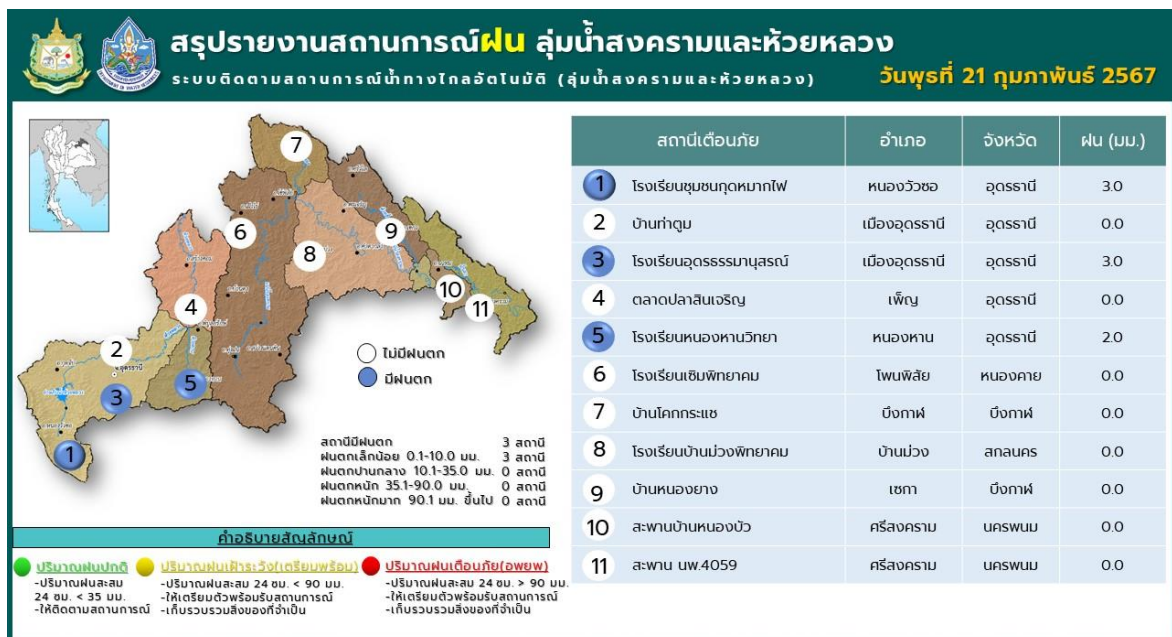 สรุปรายงานสถานการณ์ฝน ลุ่มน้ำสงครามและห้วยหลวง
ระบบติดตามสถานการณ์น้ำทางไกลอัตโนมัติ (ลุ่มน้ำสงครามและห้วยหลวง)
วันพุธที่ 21 กุมภาพันธ์ 2567
7
6
9
8
10
11
4
2
อ.อุดรธานี
5
3
1
ไม่มีฝนตก
มีฝนตก
สถานีมีฝนตก 3 สถานี
ฝนตกเล็กน้อย 0.1-10.0 มม. 3 สถานี
ฝนตกปานกลาง 10.1-35.0 มม. 0 สถานี
ฝนตกหนัก 35.1-90.0 มม. 0 สถานี
ฝนตกหนักมาก 90.1 มม. ขึ้นไป 0 สถานี
สถานีเตือนภัย อำเภอ จังหวัด ฝน (มม.)
1 โรงเรียนชุมชนกุดหมากไฟ หนองวัวซอ อุดรธานี 3.0
2 บ้านท่าตูม เมืองอุดรธานี อุดรธานี 0.0
3 โรงเรียนอุดรธรรมานุสรณ์ เมืองอุดรธานี อุดรธานี 3.0
4 ตลาดปลาสินเจริญ เพ็ญ อุดรธานี 0.0
5 โรงเรียนหนองหานวิทยา หนองหาน อุดรธานี 2.0
6 โรงเรียนเซิมพิทยาคม โพนพิสัย หนองคาย 0.0
7 บ้านโคกกระแซ บึงกาฬ บึงกาฬ 0.0
8 โรงเรียนบ้านม่วงพิทยาคม บ้านม่วง สกลนคร 0.0
9 บ้านหนองยาง เซกา บึงกาฬ 0.0
10 สะพานบ้านหนองบัว ศรีสงคราม นครพนม 0.0
11 สะพาน นพ.4059 ศรีสงคราม นครพนม 0.0
คำอธิบายสัญลักษณ์
ปริมาณฝนปกติ
-ปริมาณฝนสะสม
24 ชม. < 35 มม.
-ให้ติดตามสถานการณ์
ปริมาณฝนเฝ้าระวัง(เตรียมพร้อม)
-ปริมาณฝนสะสม 24 ชม. < 90 มม.
-ให้เตรียมตัวพร้อมรับสถานการณ์
-เก็บรวบรวมสิ่งของที่จำเป็น
ปริมาณฝนเตือนภัย(อพยพ)
-ปริมาณฝนสะสม 24 ชม. > 90 มม.
-ให้เตรียมตัวพร้อมรับสถานการณ์
-เก็บรวบรวมสิ่งของที่จำเป็น